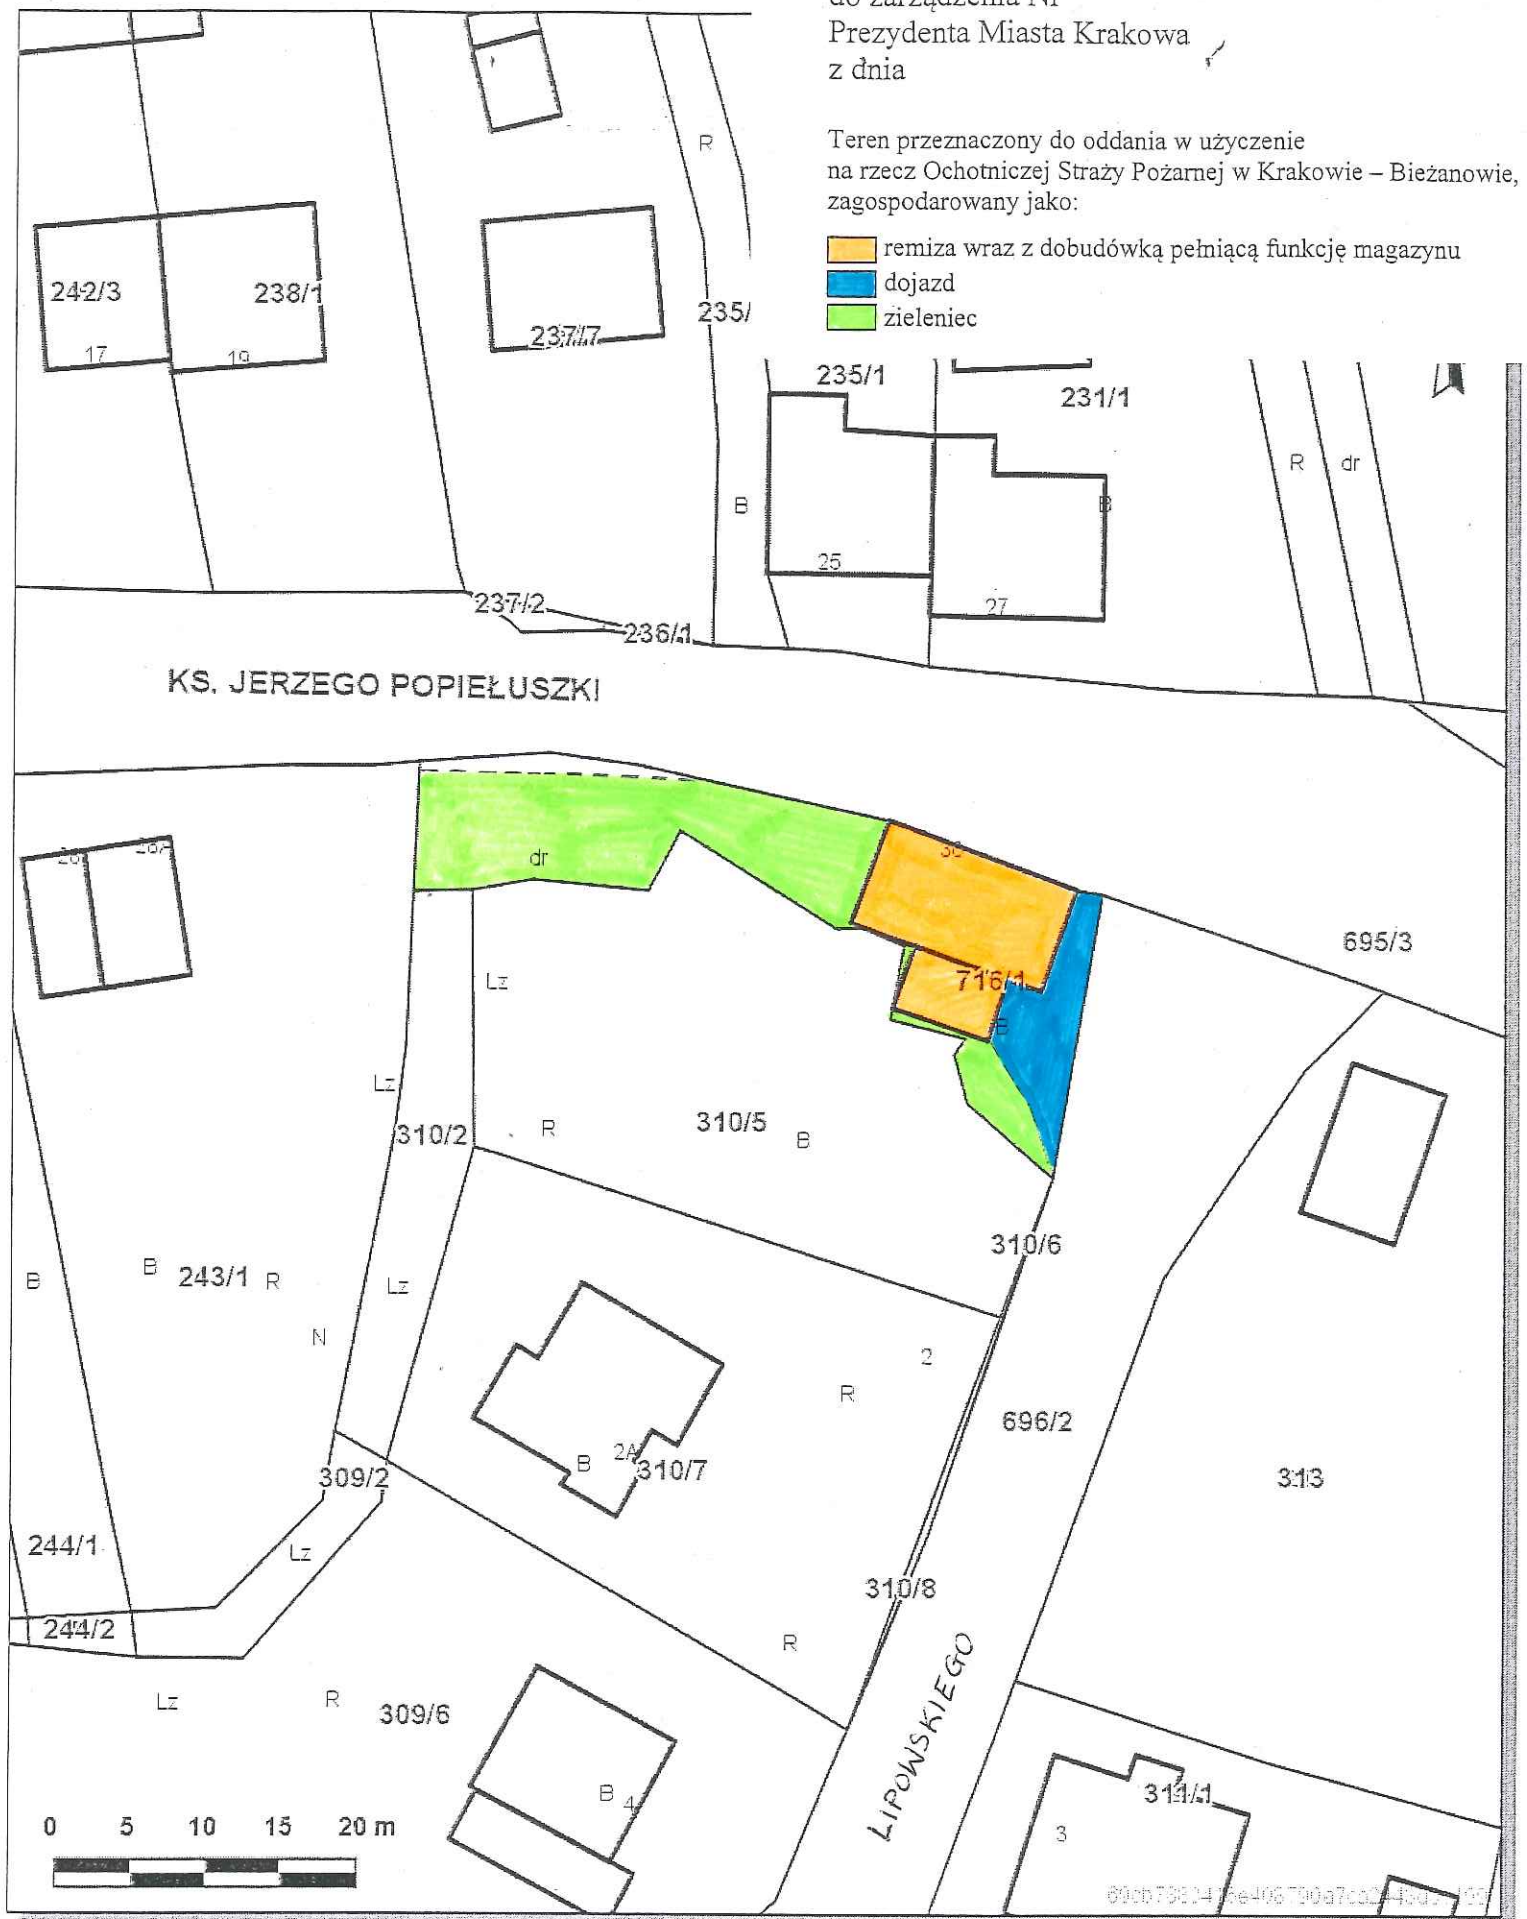 do zarządzenia Nr
Prezydenta Miasta Krakowa
z dnia
Teren przeznaczony do oddania w użyczenie
na rzecz Ochotniczej Straży Pożarnej w Krakowie – Bieżanowie,
zagospodarowany jako:
remiza wraz z dobudówką pełniącą funkcję magazynu
dojazd
zieleniec
R
242/3
238/1
237/7
235/
17
19
235/1
231/1
R
dr
B
B
25
27
237/2
236/1
KS. JERZEGO POPIEŁUSZKI
28A
dr
695/3
Lz
716/1
B
Lz
310/2
R
310/5
B
310/6
B
B
243/1
R
Lz
N
2
R
696/2
2A
B
310/7
309/2
313
244/1
Lz
310/8
244/2
R
Lz
R
309/6
LIPOWSKIEGO
B
4
311/1
3
0 5 10 15 20 m